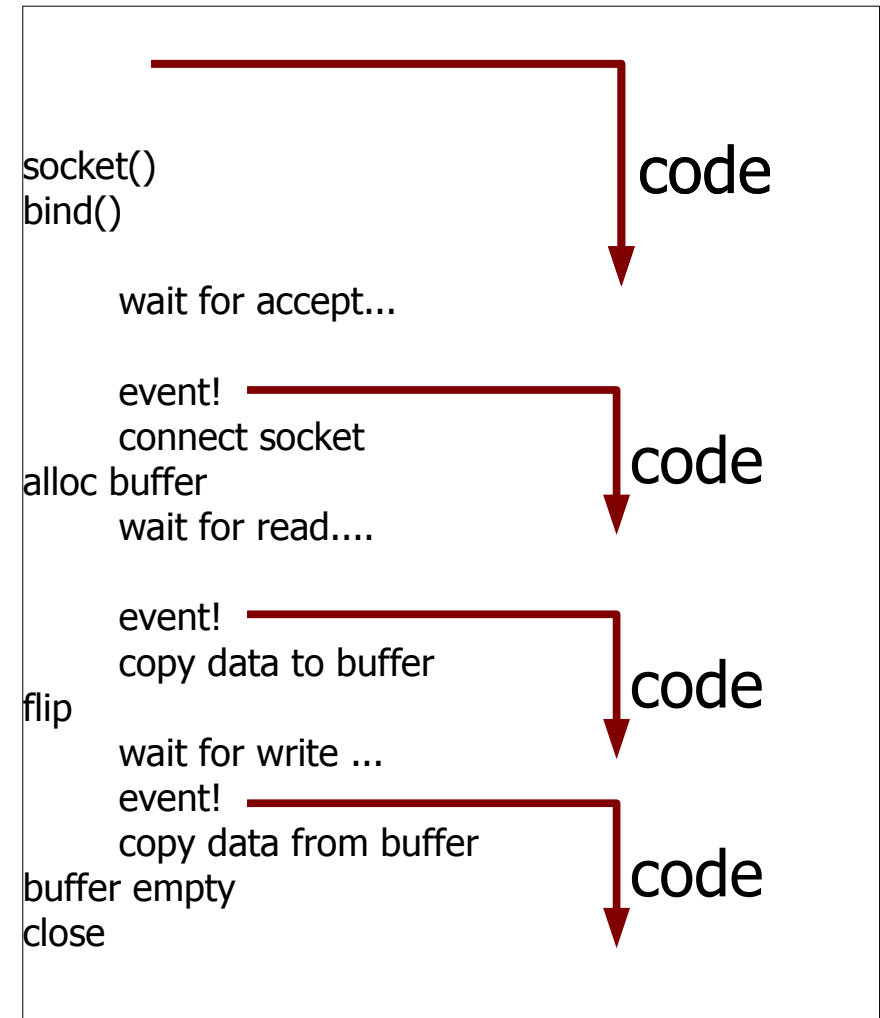 socket()
code
bind()
wait for accept...
event!
connect socket
code
alloc buffer
wait for read....
event!
copy data to buffer
code
flip
wait for write ...
event!
copy data from buffer
code
buffer empty
close